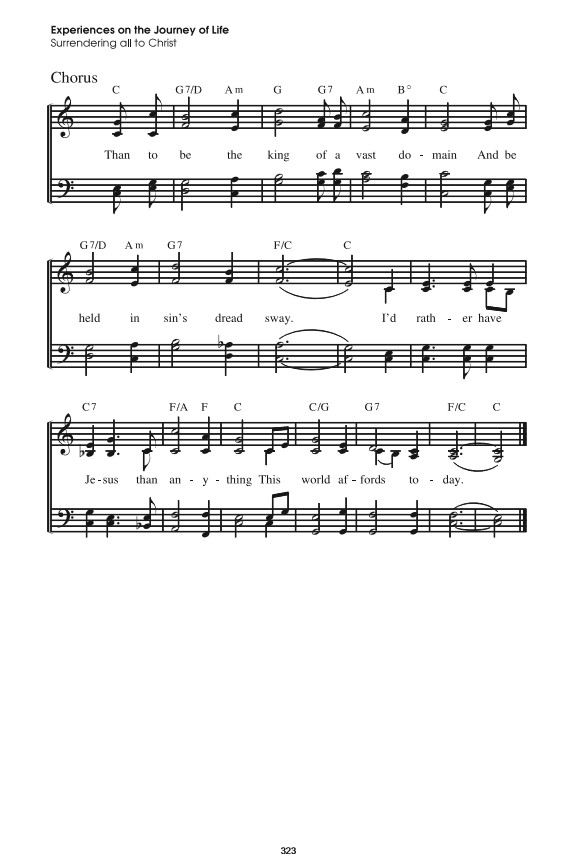 Experiences on the Journey of Life
Surrendering all to Christ
Chorus
C G7/D Am G G7 Am B° C
Than to be the king of a vast do - main And be
G7/D Am G7 F/C C
held in sin's dread sway. I'd rath - er have
C7 F/A F C C/G G7 F/C C
Je - sus than an - y - thing This world af - fords to - day.
323